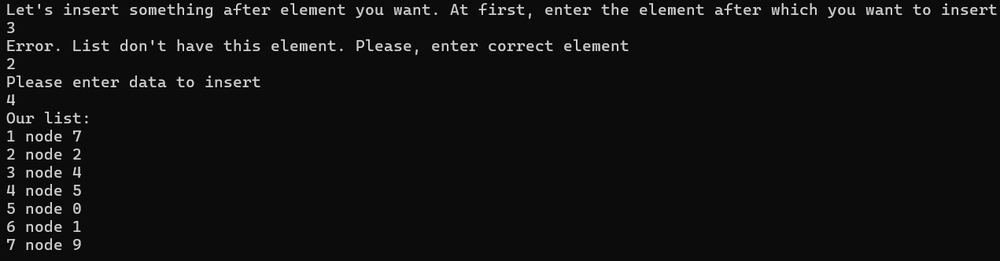 Let's insert something after element you want. At first, enter the element after which you want to insert
3
Error. List don't have this element. Please, enter correct element
2
Please enter data to insert
4
Our list:
1 node 7
2 node 2
3 node 4
4 node 5
5 node 0
6 node 1
7 node 9